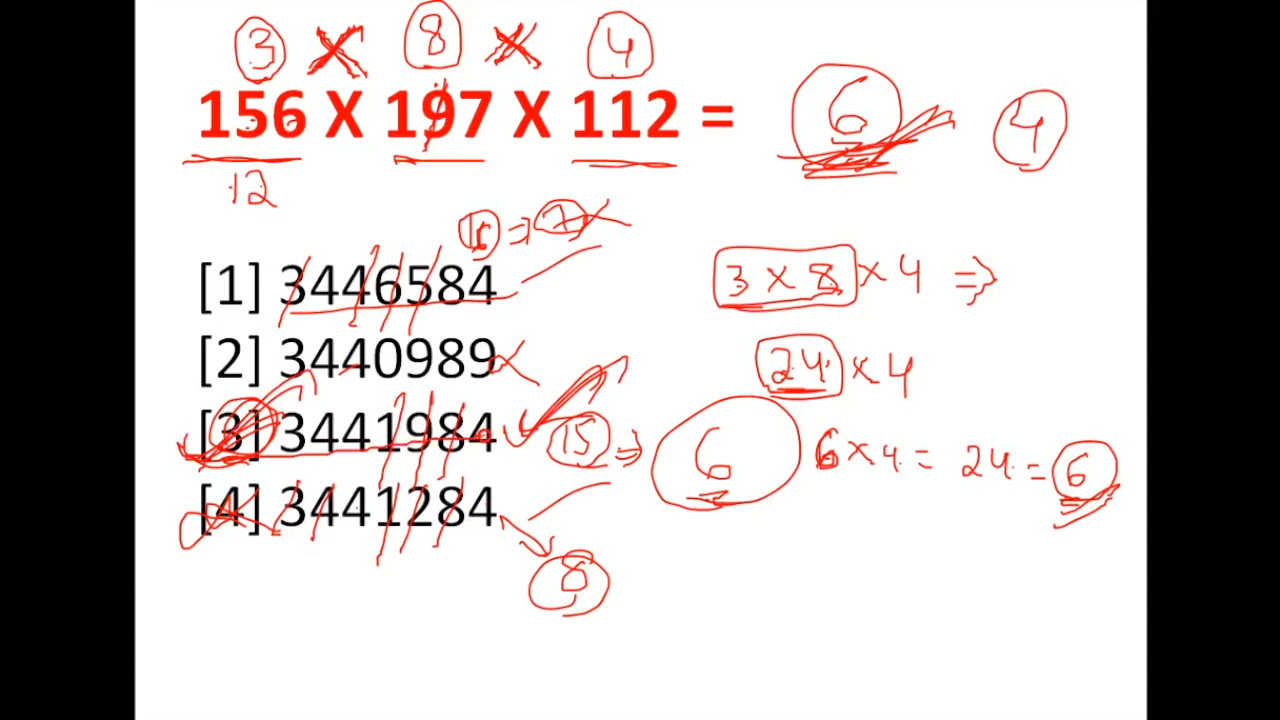 3 x 8 x 4
156 X 197 X 112 = 6 4
12
⇒ 7 x
[1] 3446584
3 x 8 x 4 ⇒
[2] 3440989 x
24 x 4
[3] 3441984 15 ⇒ 6 6 x 4 = 24 = 6
[4] 3441284
8